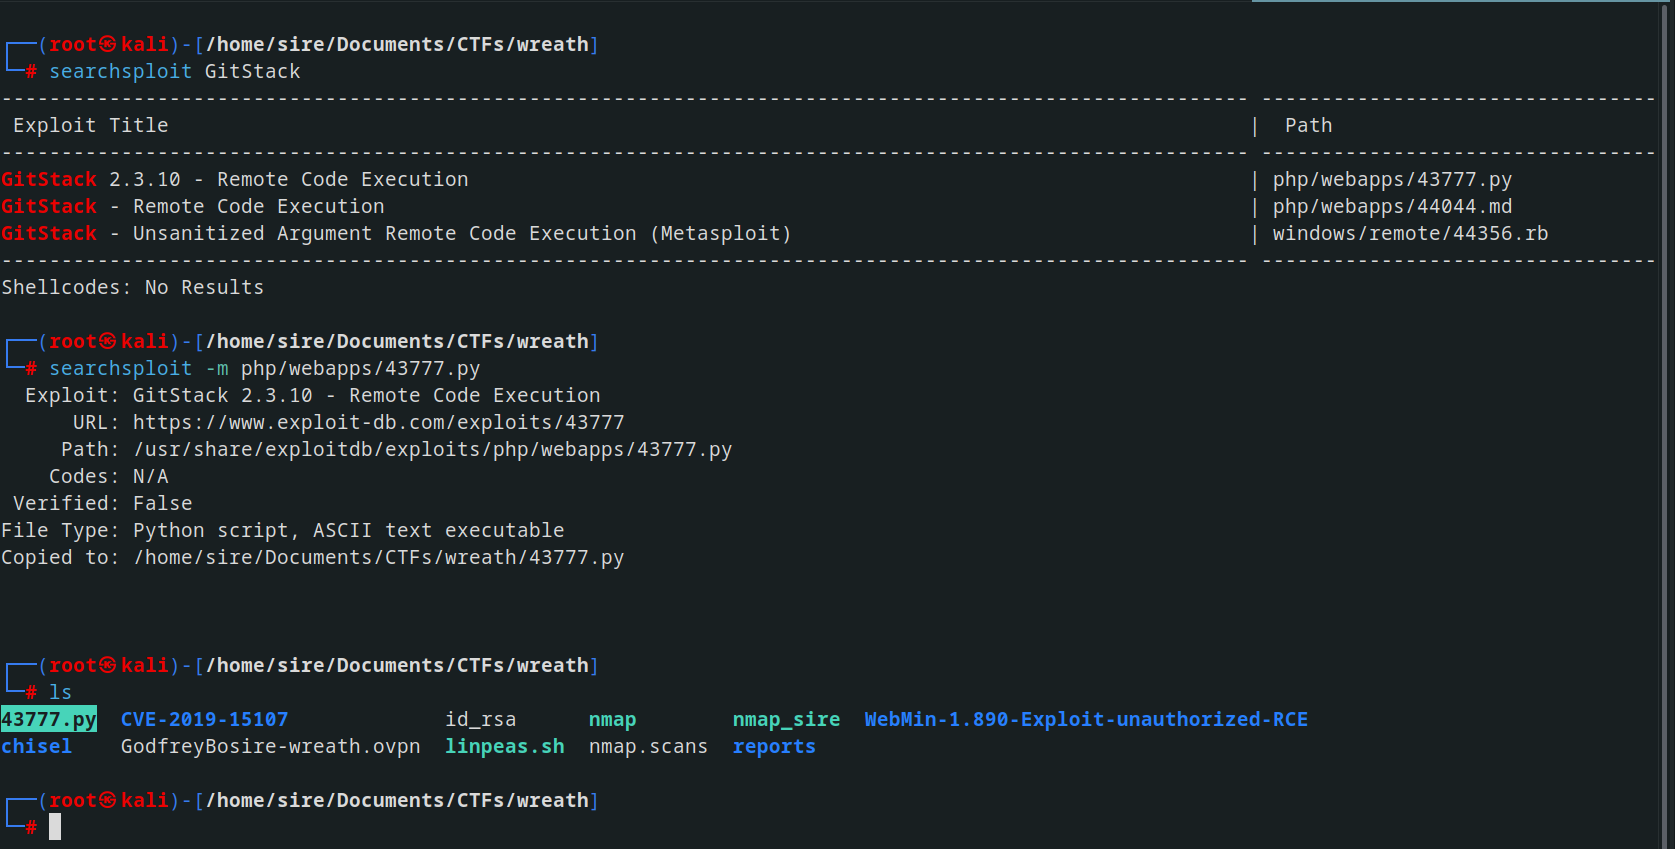 ┌──(root㉿kali)-[/home/sire/Documents/CTFs/wreath]
└─# searchsploit GitStack
-------------------------------------------------------------------------------------------------------- ---------------------------------
 Exploit Title | Path
-------------------------------------------------------------------------------------------------------- ---------------------------------
GitStack 2.3.10 - Remote Code Execution | php/webapps/43777.py
GitStack - Remote Code Execution | php/webapps/44044.md
GitStack - Unsanitized Argument Remote Code Execution (Metasploit) | windows/remote/44356.rb
-------------------------------------------------------------------------------------------------------- ---------------------------------
Shellcodes: No Results
┌──(root㉿kali)-[/home/sire/Documents/CTFs/wreath]
└─# searchsploit -m php/webapps/43777.py
  Exploit: GitStack 2.3.10 - Remote Code Execution
      URL: https://www.exploit-db.com/exploits/43777
     Path: /usr/share/exploitdb/exploits/php/webapps/43777.py
    Codes: N/A
 Verified: False
File Type: Python script, ASCII text executable
Copied to: /home/sire/Documents/CTFs/wreath/43777.py
┌──(root㉿kali)-[/home/sire/Documents/CTFs/wreath]
└─# ls
43777.py  CVE-2019-15107             id_rsa      nmap        nmap_sire  WebMin-1.890-Exploit-unauthorized-RCE
chisel    GodfreyBosire-wreath.ovpn  linpeas.sh  nmap.scans  reports
┌──(root㉿kali)-[/home/sire/Documents/CTFs/wreath]
└─#